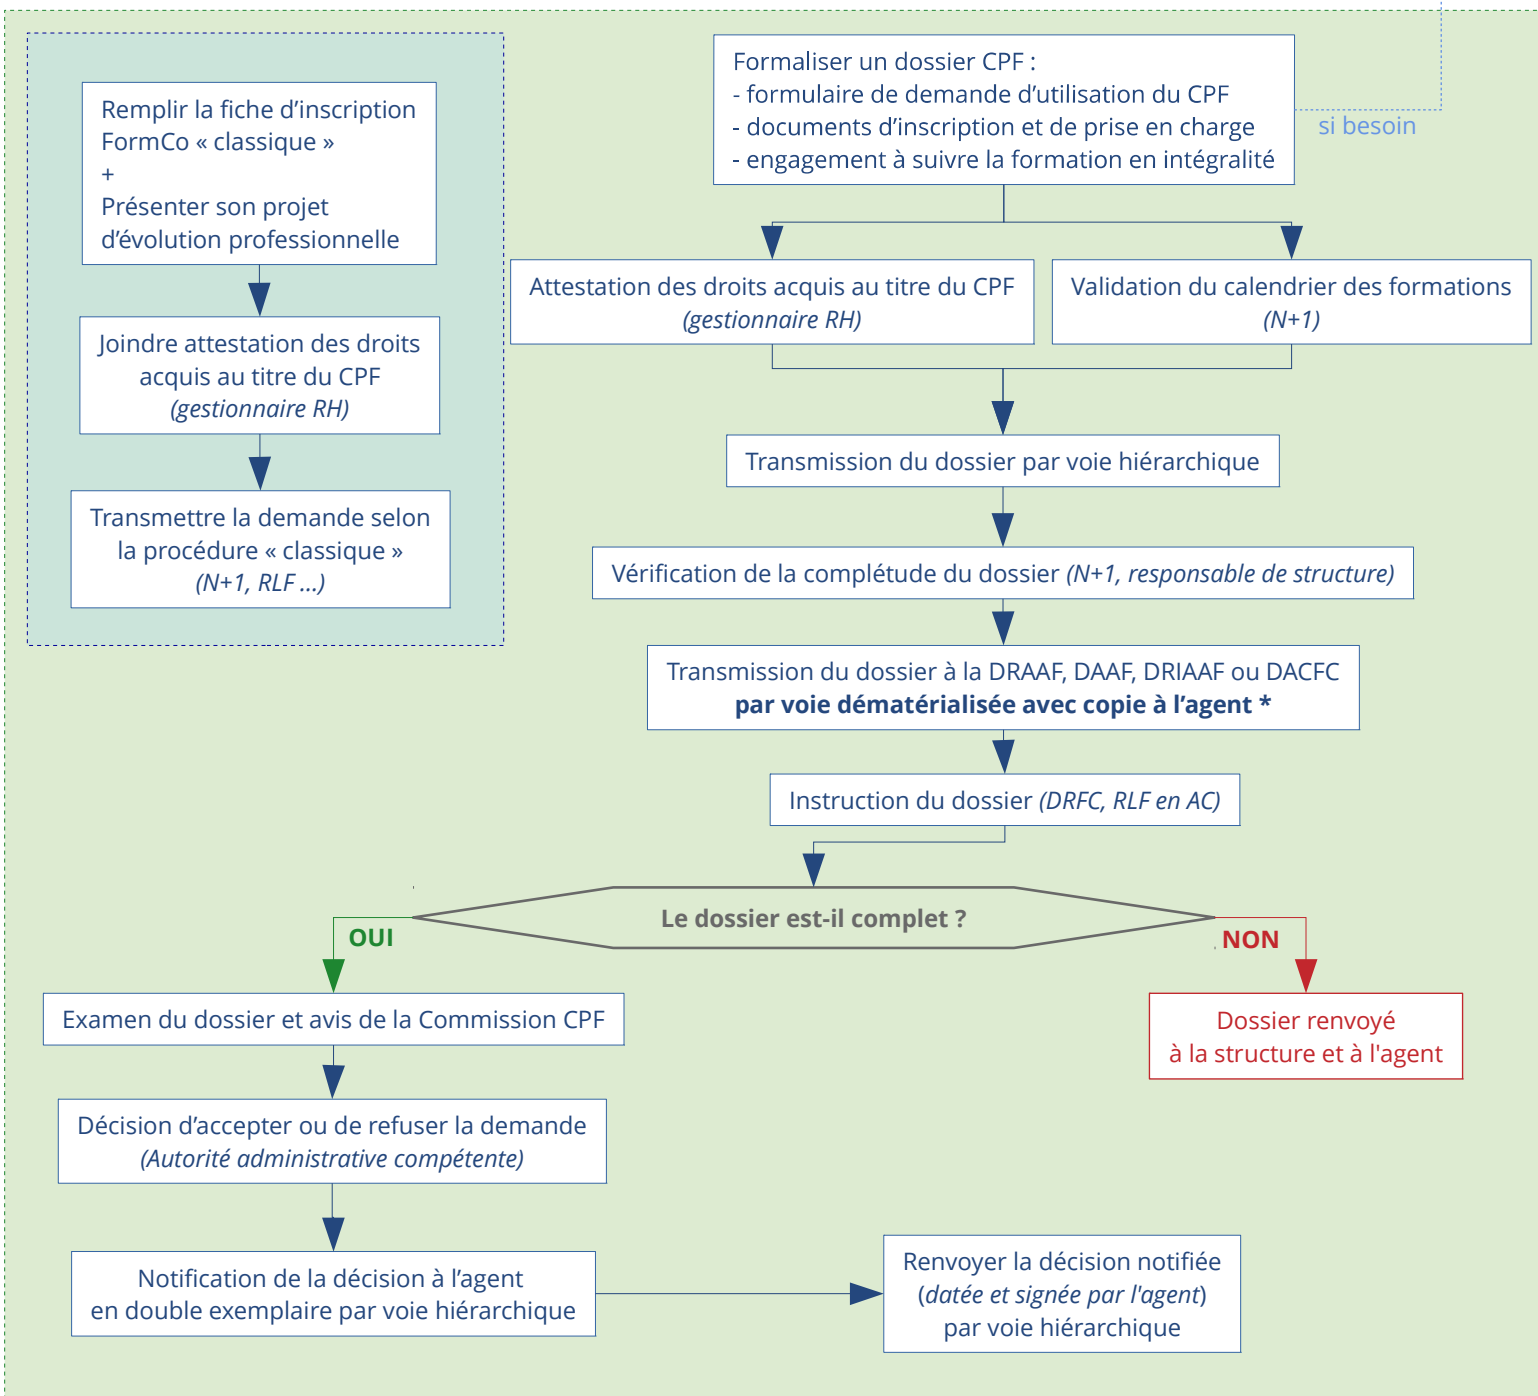 Remplir la fiche d’inscription
FormCo « classique »
+
Présenter son projet
d’évolution professionnelle
Joindre attestation des droits
acquis au titre du CPF
(gestionnaire RH)
Transmettre la demande selon
la procédure « classique »
(N+1, RLF ...)
Formaliser un dossier CPF :
- formulaire de demande d’utilisation du CPF
- documents d’inscription et de prise en charge
- engagement à suivre la formation en intégralité
si besoin
Attestation des droits acquis au titre du CPF
(gestionnaire RH)
Validation du calendrier des formations
(N+1)
Transmission du dossier par voie hiérarchique
Vérification de la complétude du dossier (N+1, responsable de structure)
Transmission du dossier à la DRAAF, DAAF, DRIAAF ou DACFC
par voie dématérialisée avec copie à l’agent *
Instruction du dossier (DRFC, RLF en AC)
Le dossier est-il complet ?
OUI
NON
Examen du dossier et avis de la Commission CPF
Dossier renvoyé
à la structure et à l'agent
Décision d’accepter ou de refuser la demande
(Autorité administrative compétente)
Notification de la décision à l’agent
en double exemplaire par voie hiérarchique
Renvoyer la décision notifiée
(datée et signée par l'agent)
par voie hiérarchique